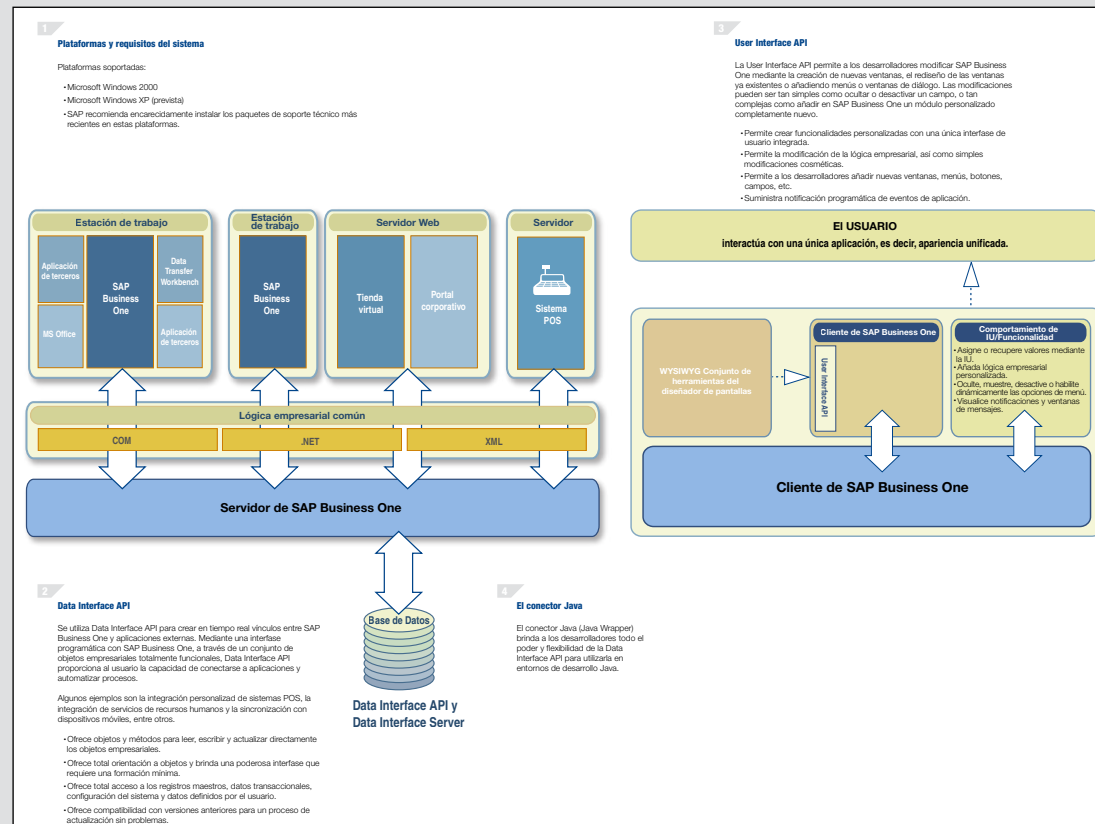 1
Plataformas y requisitos del sistema
Plataformas soportadas:
•Microsoft Windows 2000
•Microsoft Windows XP (prevista)
•SAP recomienda encarecidamente instalar los paquetes de soporte técnico más
recientes en estas plataformas.
3
User Interface API
La User Interface API permite a los desarrolladores modificar SAP Business
One mediante la creación de nuevas ventanas, el rediseño de las ventanas
ya existentes o añadiendo menús o ventanas de diálogo. Las modificaciones
pueden ser tan simples como ocultar o desactivar un campo, o tan
complejas como añadir en SAP Business One un módulo personalizado
completamente nuevo.
•Permite crear funcionalidades personalizadas con una única interfase de
usuario integrada.
•Permite la modificación de la lógica empresarial, así como simples
modificaciones cosméticas.
•Permite a los desarrolladores añadir nuevas ventanas, menús, botones,
campos, etc.
•Suministra notificación programática de eventos de aplicación.
Estación de trabajo
Aplicación
de terceros
MS Office
SAP
Business
One
Data
Transfer
Workbench
Aplicación
de terceros
Estación
de trabajo
SAP
Business
One
Servidor Web
Tienda
virtual
Portal
corporativo
Servidor
Sistema
POS
Lógica empresarial común
COM
.NET
XML
Servidor de SAP Business One
Base de Datos
Data Interface API y
Data Interface Server
El USUARIO
interactúa con una única aplicación, es decir, apariencia unificada.
WYSIWYG Conjunto de
herramientas del
diseñador de pantallas
Cliente de SAP Business One
User Interface API
Comportamiento de
IU/Funcionalidad
•Asigne o recupere valores mediante
la IU.
•Añada lógica empresarial
personalizada.
•Oculte, muestre, desactive o habilite
dinámicamente las opciones de menú.
•Visualice notificaciones y ventanas
de mensajes.
Cliente de SAP Business One
2
Data Interface API
Se utiliza Data Interface API para crear en tiempo real vínculos entre SAP
Business One y aplicaciones externas. Mediante una interfase
programática con SAP Business One, a través de un conjunto de
objetos empresariales totalmente funcionales, Data Interface API
proporciona al usuario la capacidad de conectarse a aplicaciones y
automatizar procesos.
Algunos ejemplos son la integración personalizad de sistemas POS, la
integración de servicios de recursos humanos y la sincronización con
dispositivos móviles, entre otros.
•Ofrece objetos y métodos para leer, escribir y actualizar directamente
los objetos empresariales.
•Ofrece total orientación a objetos y brinda una poderosa interfase que
requiere una formación mínima.
•Ofrece total acceso a los registros maestros, datos transaccionales,
configuración del sistema y datos definidos por el usuario.
•Ofrece compatibilidad con versiones anteriores para un proceso de
actualización sin problemas.
4
El conector Java
El conector Java (Java Wrapper)
brinda a los desarrolladores todo el
poder y flexibilidad de la Data
Interface API para utilizarla en
entornos de desarrollo Java.